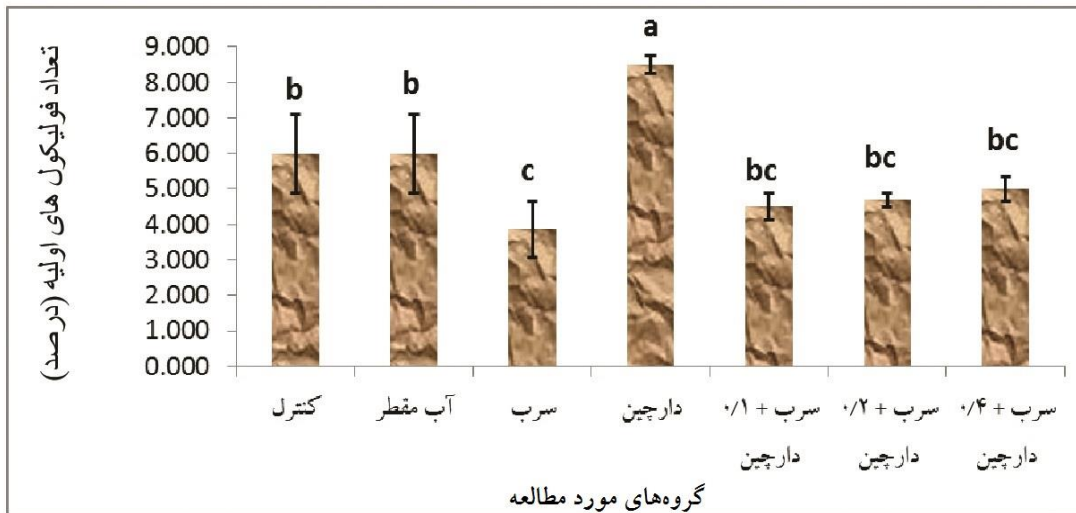 تعداد فولیکول های اولیه (درصد)
9.000
8.000
7.000
6.000
5.000
4.000
3.000
2.000
1.000
0.000
b
b
c
a
bc
bc
bc
کنترل
آب مقطر
سرب
دارچین
سرب + ۰/۱
دارچین
سرب + ۰/۲
دارچین
سرب + ۰/۴
دارچین
گروه‌های مورد مطالعه